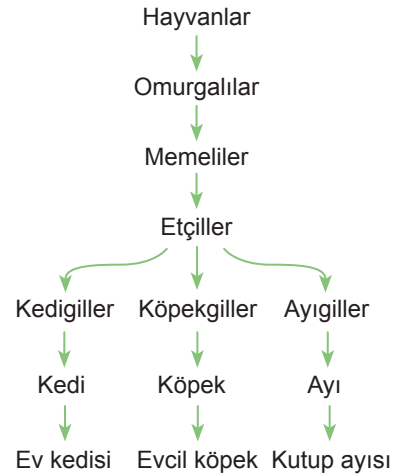 Hayvanlar
Omurgalılar
Memeliler
Etçiller
Kedigiller Köpekgiller Ayıgiller
Kedi Köpek Ayı
Ev kedisi Evcil köpek Kutup ayısı